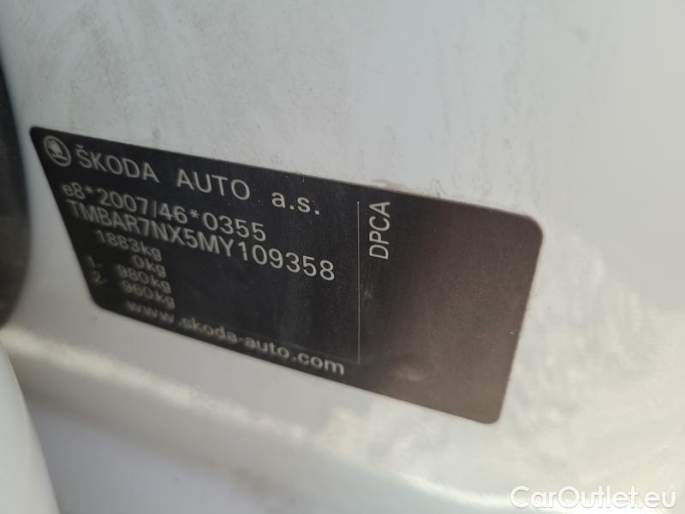 ŠKODA AUTO a.s.
e8*2007/46*0355
TMBAR7NX5MY109358
1883kg
0kg
1. 980kg
2. 960kg
www.skoda-auto.com
DPCA
CarOutlet.eu